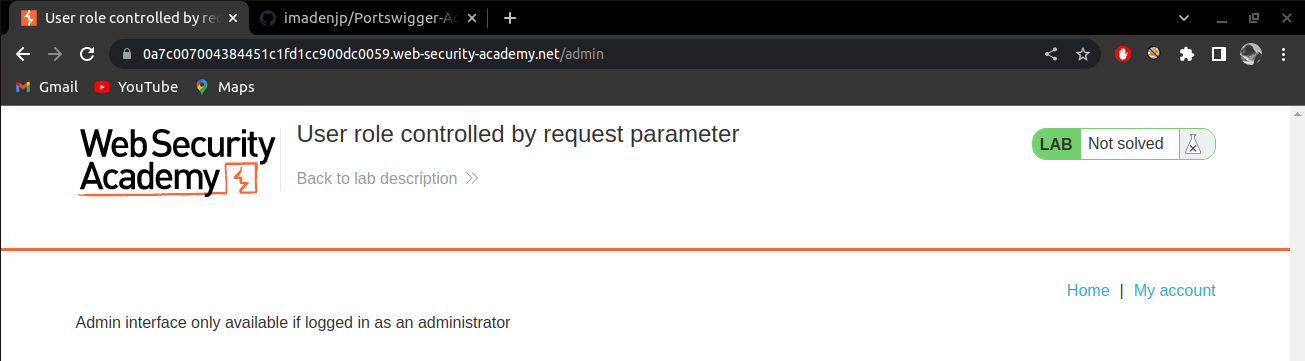 User role controlled by re
imadenjp/Portswigger-Ac
0a7c007004384451c1fd1cc900dc0059.web-security-academy.net/admin
Gmail YouTube Maps
Web Security
Academy
User role controlled by request parameter
Back to lab description
LAB Not solved
Home | My account
Admin interface only available if logged in as an administrator